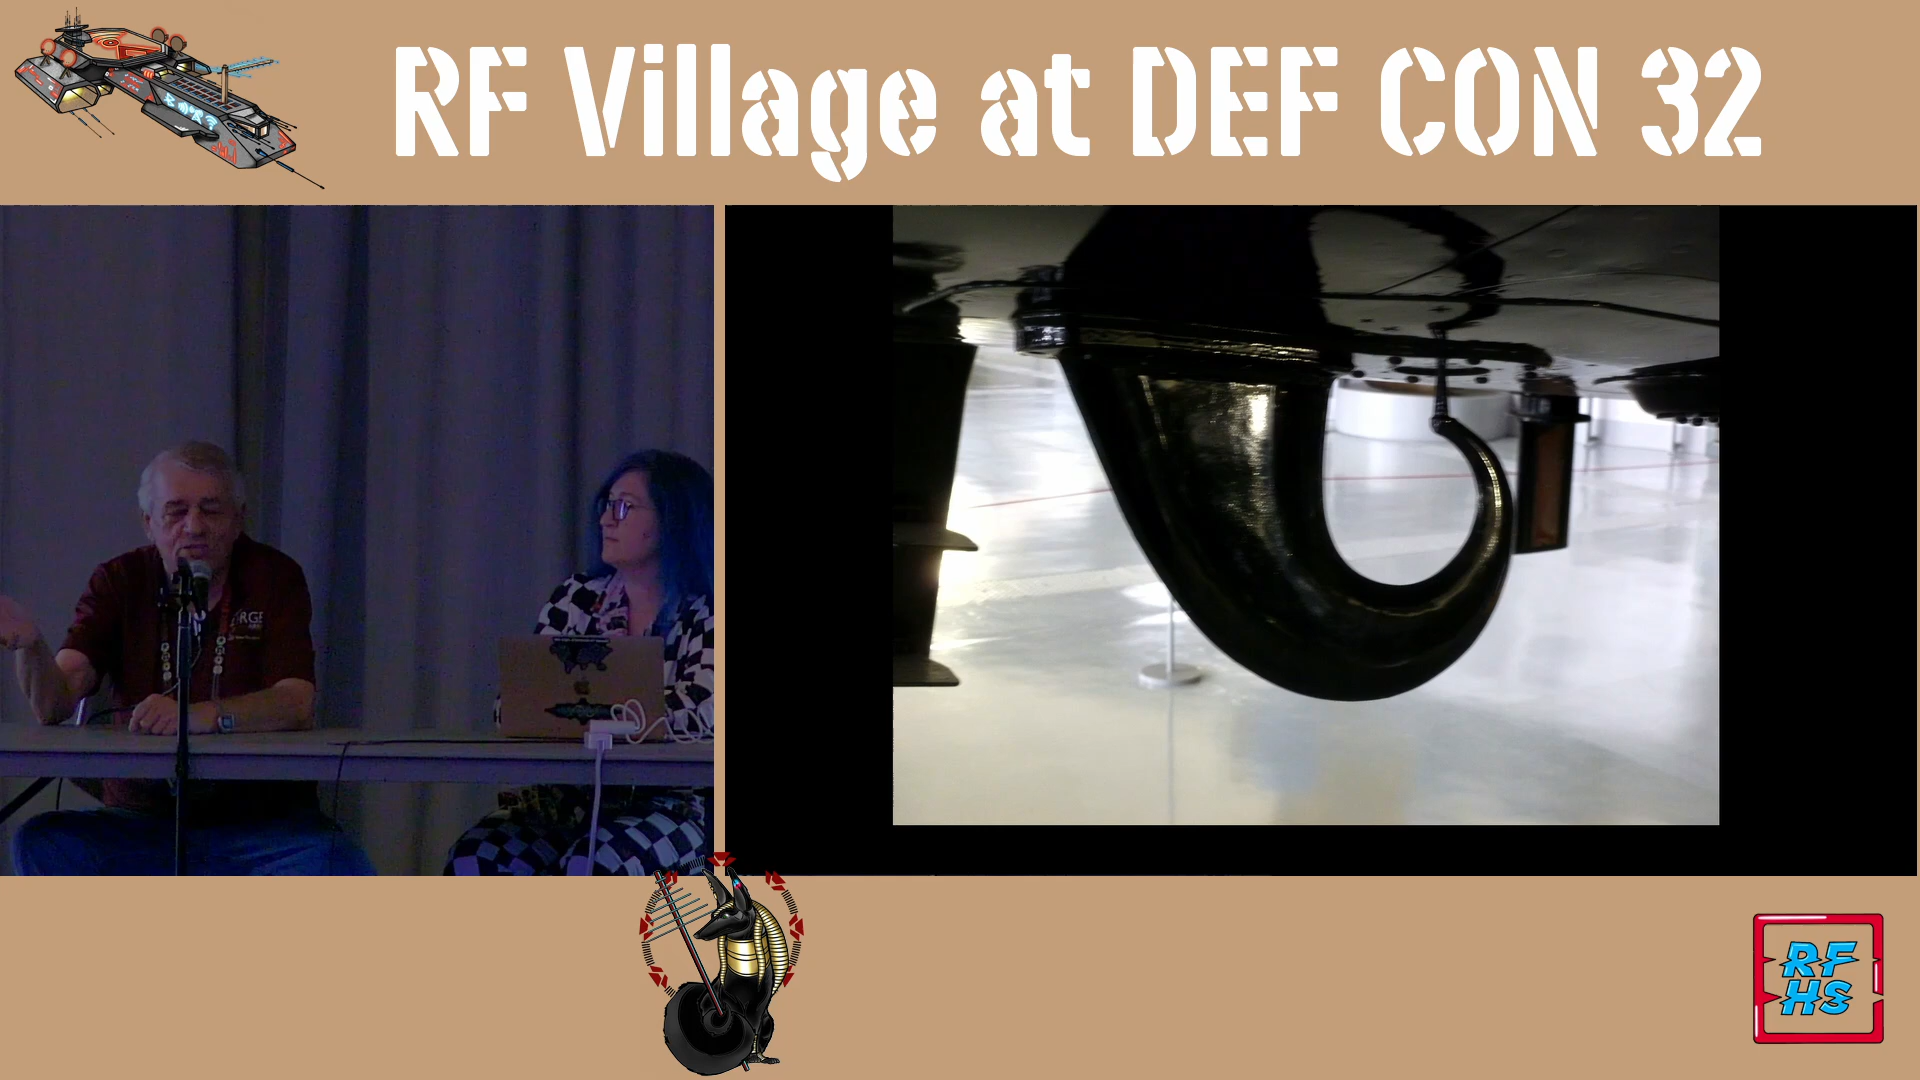 RF Village at DEF CON 32
RF
HS